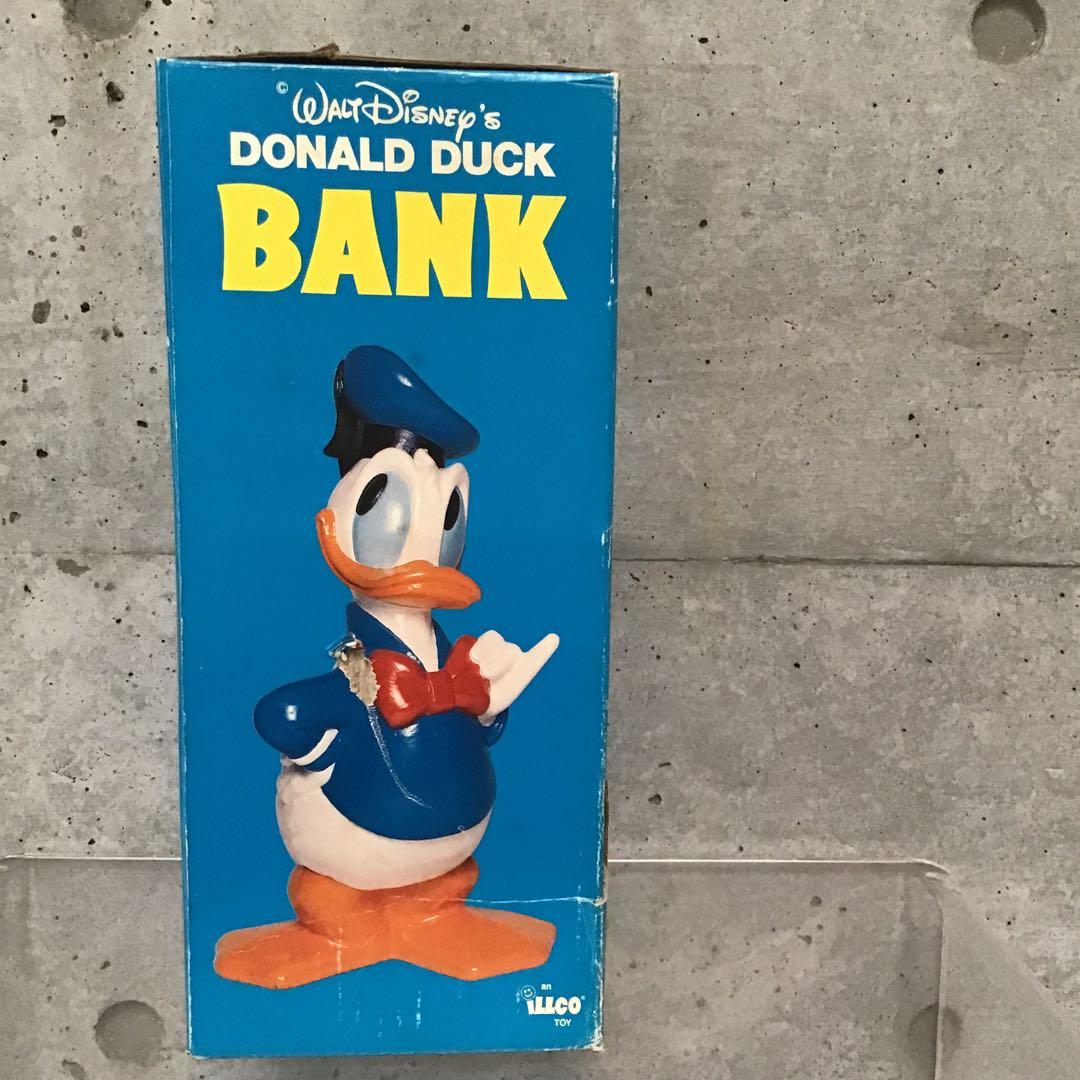 © WALT DISNEY'S
DONALD DUCK
BANK
an
iLLCO®
TOY